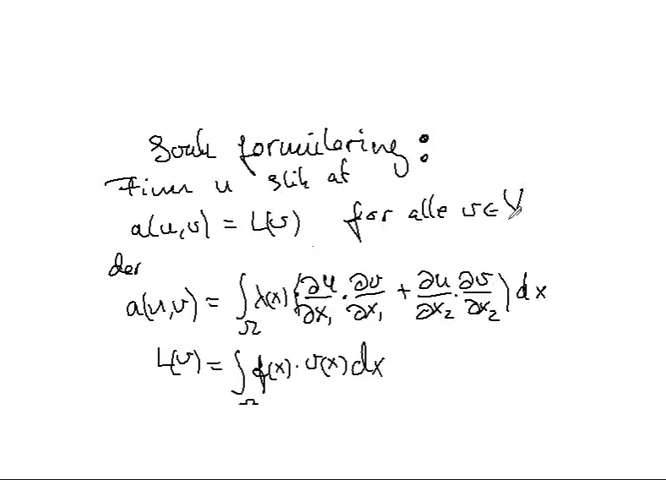 Svak formulering:
Finn u slik at
a(u,v) = L(v) for alle v∈V
der
a(u,v) = ∫_Ω λ(x) (∂u/∂x₁ · ∂v/∂x₁ + ∂u/∂x₂ · ∂v/∂x₂) dx
L(v) = ∫_Ω f(x) · v(x) dx